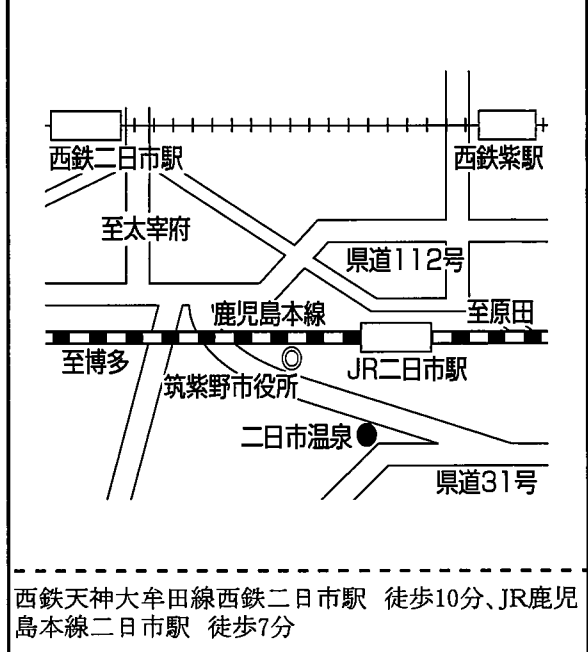 西鉄二日市駅
西鉄紫駅
至太宰府
県道112号
鹿児島本線
至原田
至博多
JR二日市駅
筑紫野市役所
二日市温泉
県道31号
西鉄天神大牟田線西鉄二日市駅 徒歩10分、JR鹿児
島本線二日市駅 徒歩7分